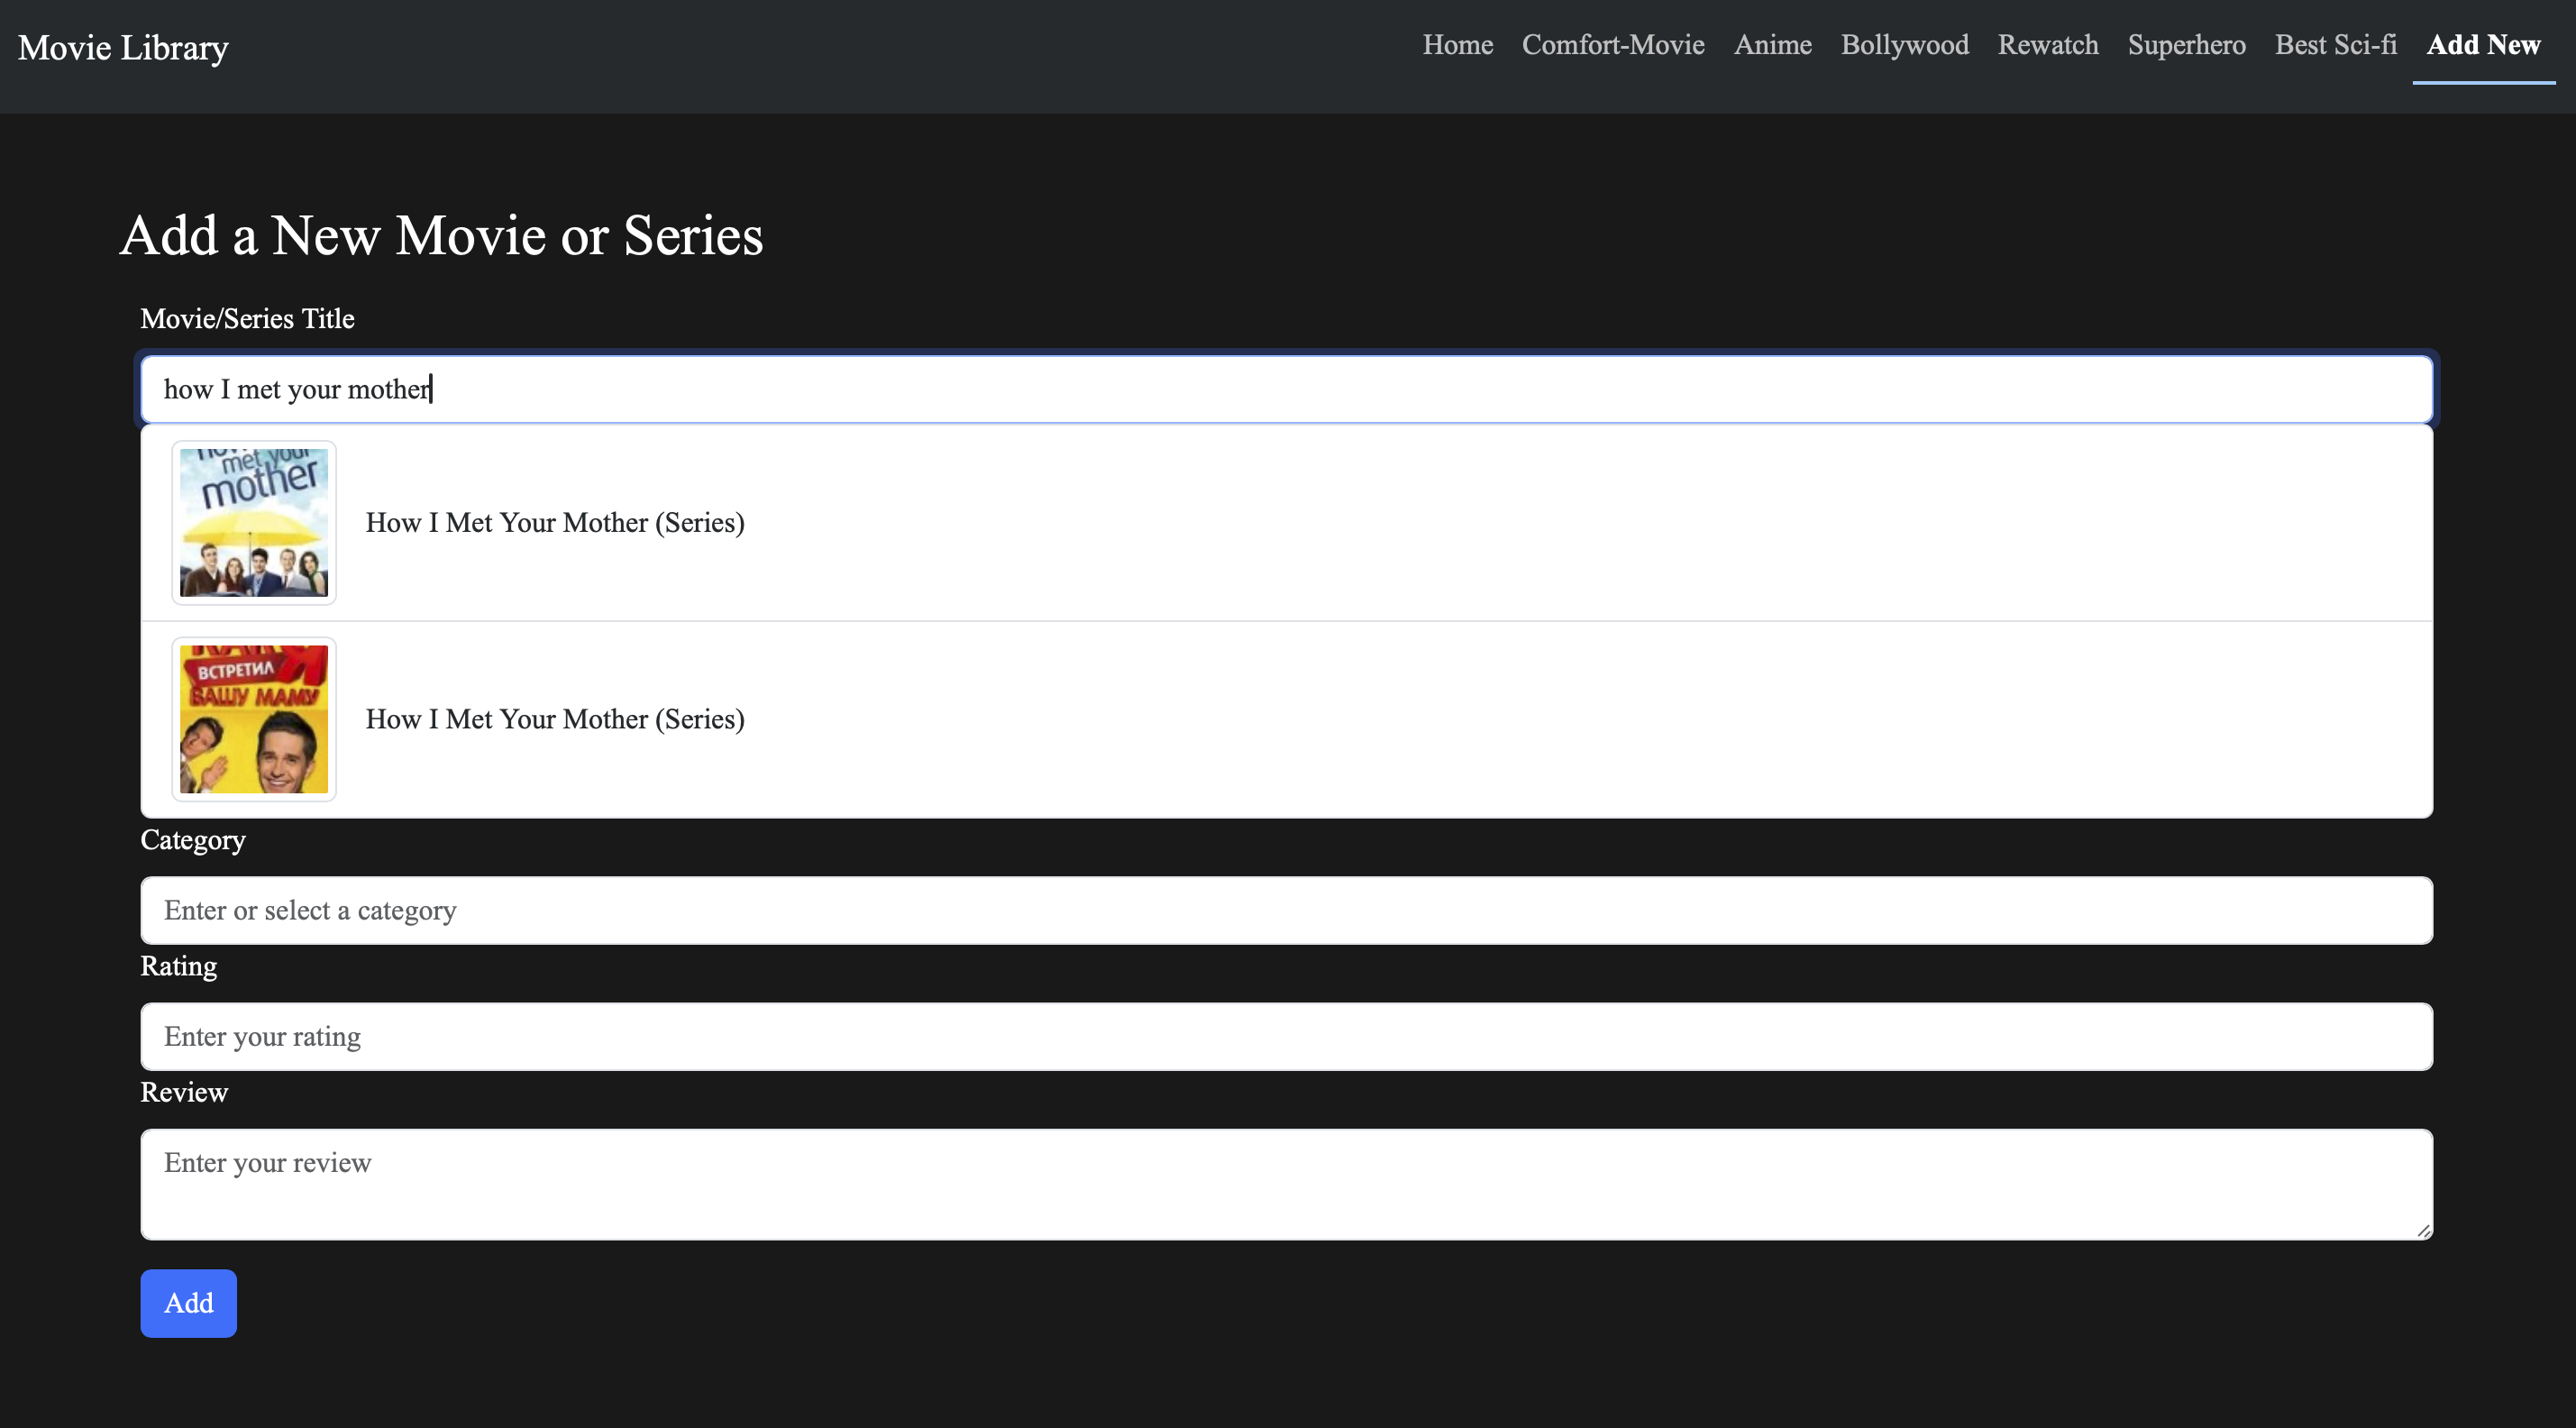 Movie Library
Home Comfort-Movie Anime Bollywood Rewatch Superhero Best Sci-fi Add New
Add a New Movie or Series
Movie/Series Title
how I met your mother
met your
mother
How I Met Your Mother (Series)
Я
ВСТРЕТИЛ
ВАШУ МАМУ
How I Met Your Mother (Series)
Category
Enter or select a category
Rating
Enter your rating
Review
Enter your review
Add